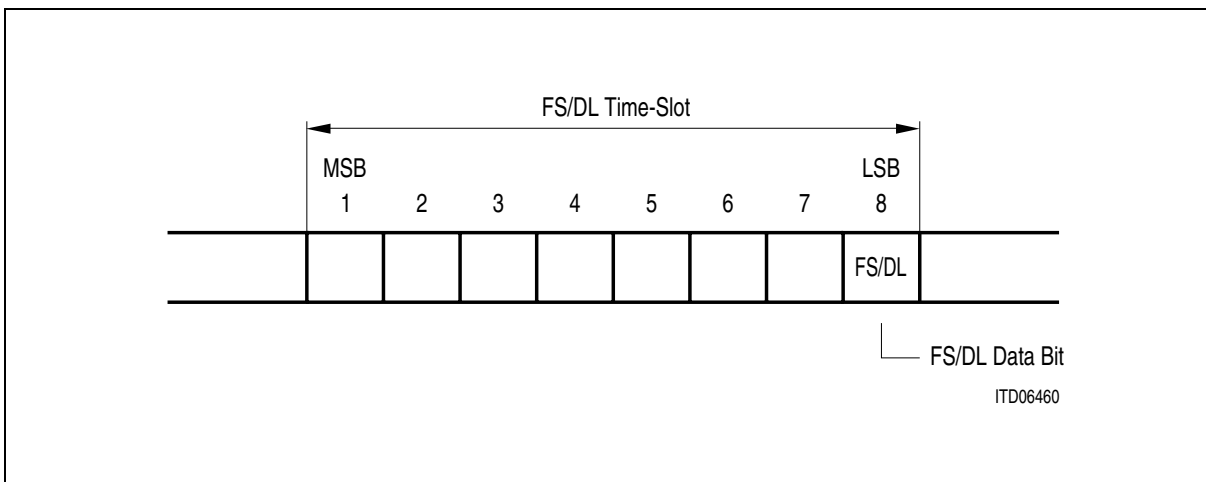 FS/DL Time-Slot
MSB LSB
1 2 3 4 5 6 7 8
FS/DL
FS/DL Data Bit
ITD06460